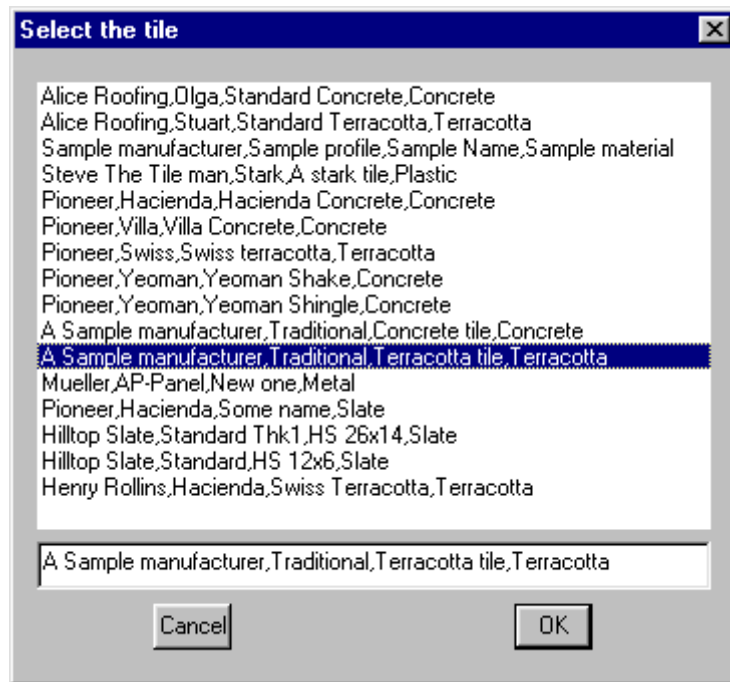 Select the tile
Alice Roofing,Olga,Standard Concrete,Concrete
Alice Roofing,Stuart,Standard Terracotta,Terracotta
Sample manufacturer,Sample profile,Sample Name,Sample material
Steve The Tile man,Stark,A stark tile,Plastic
Pioneer,Hacienda,Hacienda Concrete,Concrete
Pioneer,Villa,Villa Concrete,Concrete
Pioneer,Swiss,Swiss terracotta,Terracotta
Pioneer,Yeoman,Yeoman Shake,Concrete
Pioneer,Yeoman,Yeoman Shingle,Concrete
A Sample manufacturer,Traditional,Concrete tile,Concrete
A Sample manufacturer,Traditional,Terracotta tile,Terracotta
Mueller,AP-Panel,New one,Metal
Pioneer,Hacienda,Some name,Slate
Hilltop Slate,Standard Thk1,HS 26x14,Slate
Hilltop Slate,Standard,HS 12x6,Slate
Henry Rollins,Hacienda,Swiss Terracotta,Terracotta
A Sample manufacturer,Traditional,Terracotta tile,Terracotta
Cancel OK